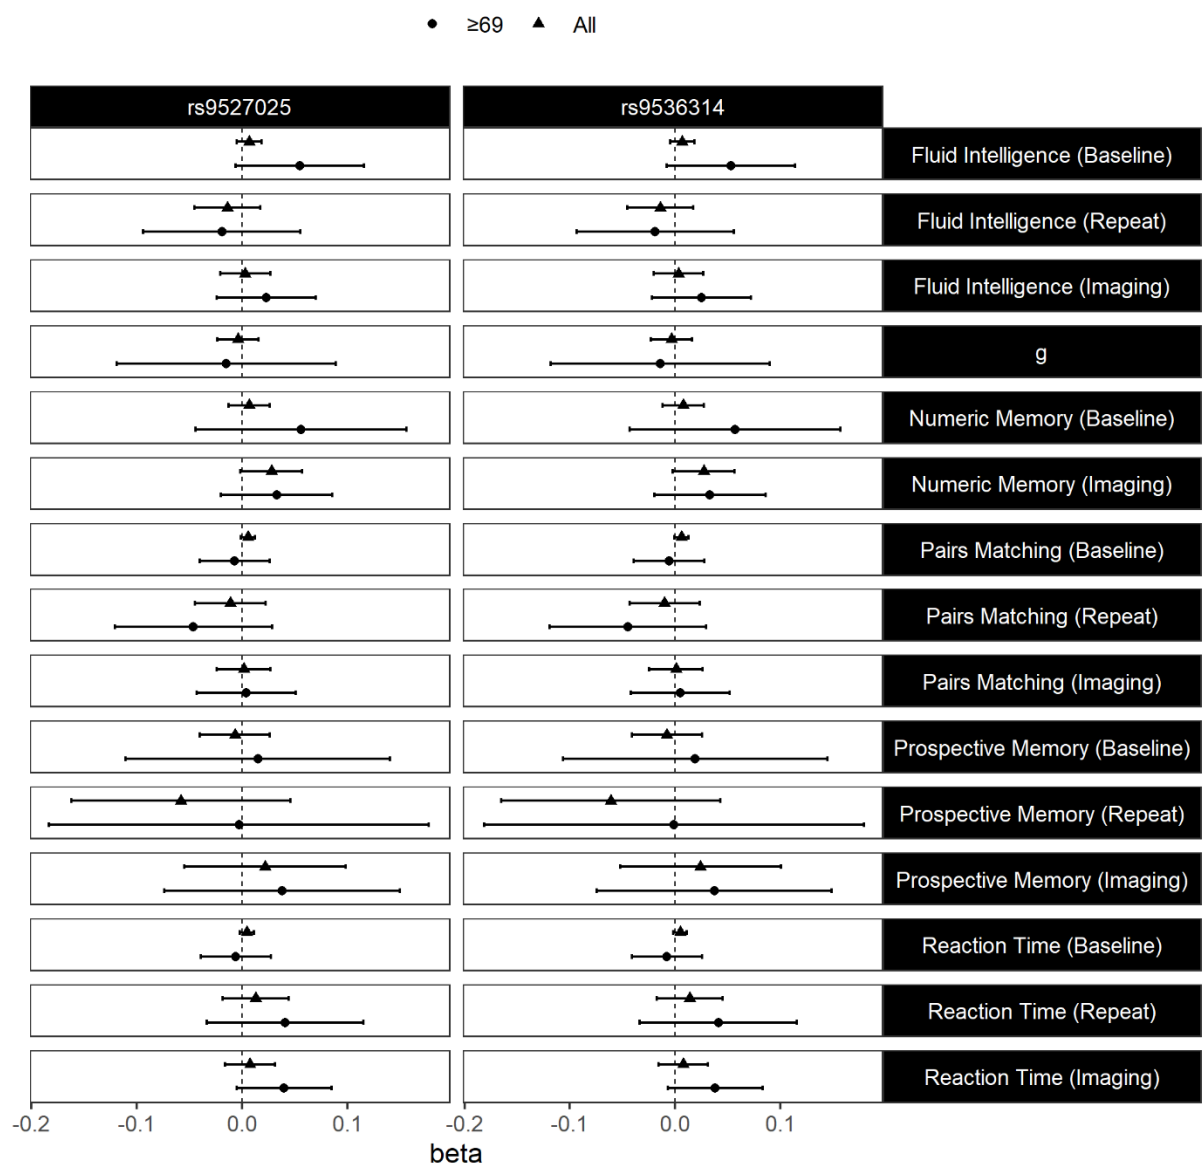 ≥69 All
rs9527025 rs9536314
Fluid Intelligence (Baseline)
Fluid Intelligence (Repeat)
Fluid Intelligence (Imaging)
g
Numeric Memory (Baseline)
Numeric Memory (Imaging)
Pairs Matching (Baseline)
Pairs Matching (Repeat)
Pairs Matching (Imaging)
Prospective Memory (Baseline)
Prospective Memory (Repeat)
Prospective Memory (Imaging)
Reaction Time (Baseline)
Reaction Time (Repeat)
Reaction Time (Imaging)
-0.2 -0.1 0.0 0.1 -0.2 -0.1 0.0 0.1
beta